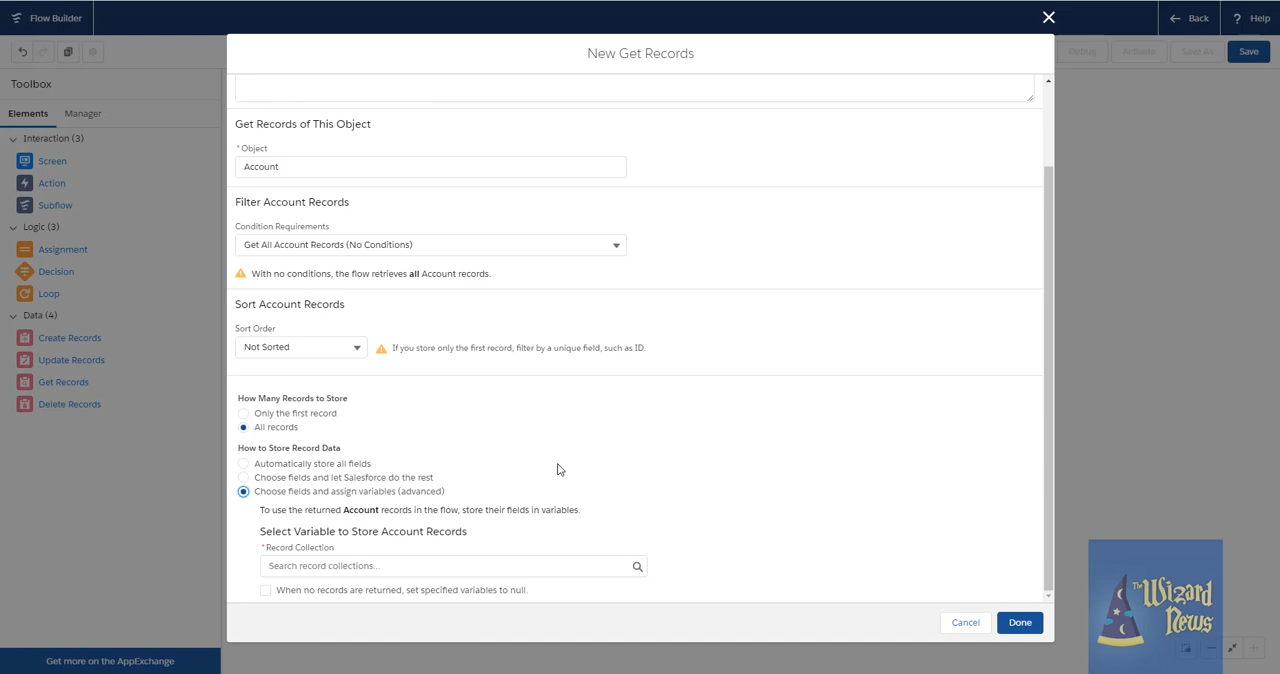 Flow Builder
Back
? Help
New Get Records
Debug
Activate
Save As
Save
Toolbox
Elements
Manager
Interaction (3)
Screen
Action
Subflow
Logic (3)
Assignment
Decision
Loop
Data (4)
Create Records
Update Records
Get Records
Delete Records
Get more on the AppExchange
Get Records of This Object
* Object
Account
Filter Account Records
Condition Requirements
Get All Account Records (No Conditions)
With no conditions, the flow retrieves all Account records.
Sort Account Records
Sort Order
Not Sorted
If you store only the first record, filter by a unique field, such as ID.
How Many Records to Store
Only the first record
All records
How to Store Record Data
Automatically store all fields
Choose fields and let Salesforce do the rest
Choose fields and assign variables (advanced)
To use the returned Account records in the flow, store their fields in variables.
Select Variable to Store Account Records
* Record Collection
Search record collections...
When no records are returned, set specified variables to null.
Cancel
Done
The Wizard
News